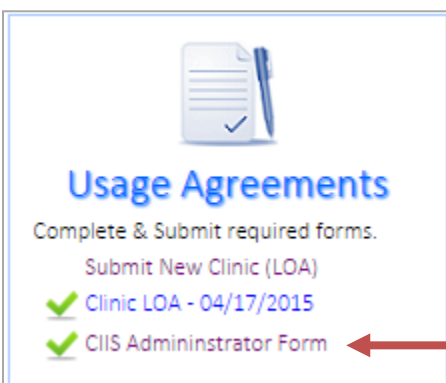 Usage Agreements
Complete & Submit required forms.
Submit New Clinic (LOA)
Clinic LOA - 04/17/2015
CIIS Admininstrator Form